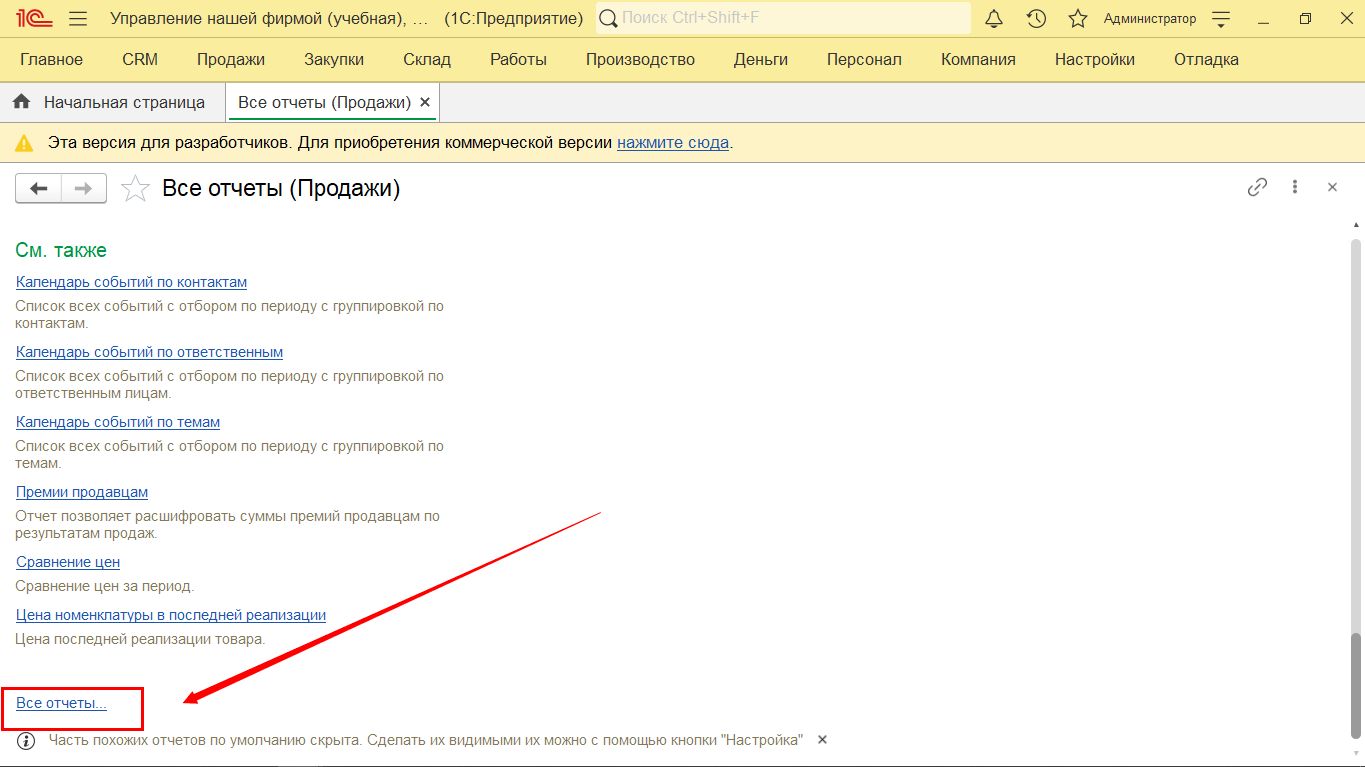 1С Управление нашей фирмой (учебная), ... (1С:Предприятие) Поиск Ctrl+Shift+F Администратор
Главное CRM Продажи Закупки Склад Работы Производство Деньги Персонал Компания Настройки Отладка
Начальная страница Все отчеты (Продажи)
Эта версия для разработчиков. Для приобретения коммерческой версии нажмите сюда.
Все отчеты (Продажи)
См. также
Календарь событий по контактам
Список всех событий с отбором по периоду с группировкой по
контактам.
Календарь событий по ответственным
Список всех событий с отбором по периоду с группировкой по
ответственным лицам.
Календарь событий по темам
Список всех событий с отбором по периоду с группировкой по
темам.
Премии продавцам
Отчет позволяет расшифровать суммы премий продавцам по
результатам продаж.
Сравнение цен
Сравнение цен за период.
Цена номенклатуры в последней реализации
Цена последней реализации товара.
Все отчеты...
Часть похожих отчетов по умолчанию скрыта. Сделать их видимыми их можно с помощью кнопки "Настройка"